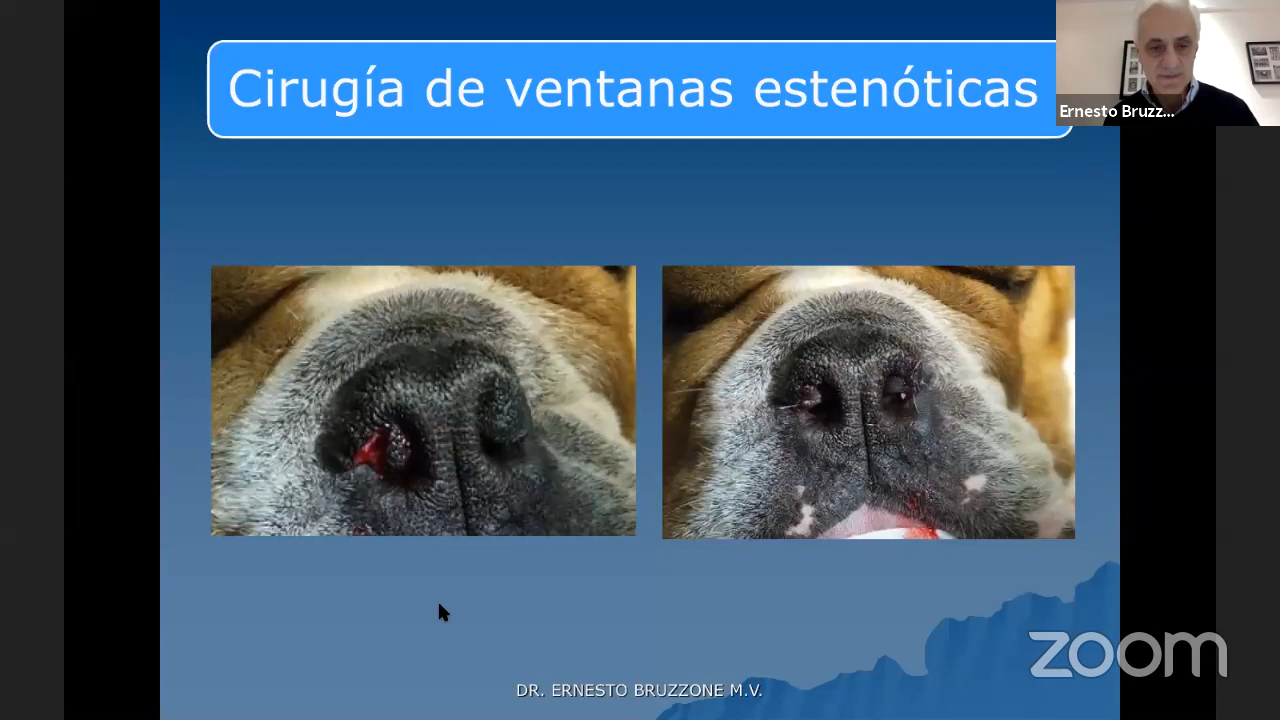 Cirugía de ventanas estenóticas
Ernesto Bruzz...
zoom
DR. ERNESTO BRUZZONE M.V.